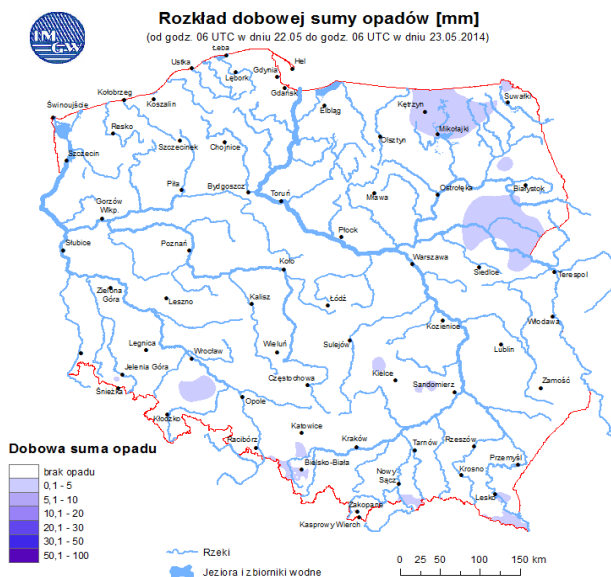 IM
GW
Rozkład dobowej sumy opadów [mm]
(od godz. 06 UTC w dniu 22.05 do godz. 06 UTC w dniu 23.05.2014)
Łeba
Ustka
Hel
Lębork
Gdynia
Gdańsk
Kołobrzeg
Koszalin
Świnoujście
Resko
Elbląg
Kętrzyn
Suwałki
Szczecinek
Chojnice
Olsztyn
Mikołajki
Szczecin
Piła
Bydgoszcz
Toruń
Mława
Ostrołęka
Białystok
Gorzów
Wlkp.
Płock
Słubice
Poznań
Koło
Warszawa
Siedlce
Terespol
Zielona
Góra
Leszno
Kalisz
Łódź
Kozienice
Włodawa
Legnica
Wrocław
Wieluń
Sulejów
Lublin
Jelenia Góra
Śnieżka
Częstochowa
Kielce
Sandomierz
Zamość
Kłodzko
Opole
Racibórz
Katowice
Kraków
Tarnów
Rzeszów
Przemyśl
Bielsko-Biała
Nowy
Sącz
Krosno
Lesko
Zakopane
Kasprowy Wierch
Dobowa suma opadu
brak opadu
0,1 - 5
5,1 - 10
10,1 - 20
20,1 - 30
30,1 - 50
50,1 - 100
Rzeki
Jeziora i zbiorniki wodne
0 25 50 100 150 km